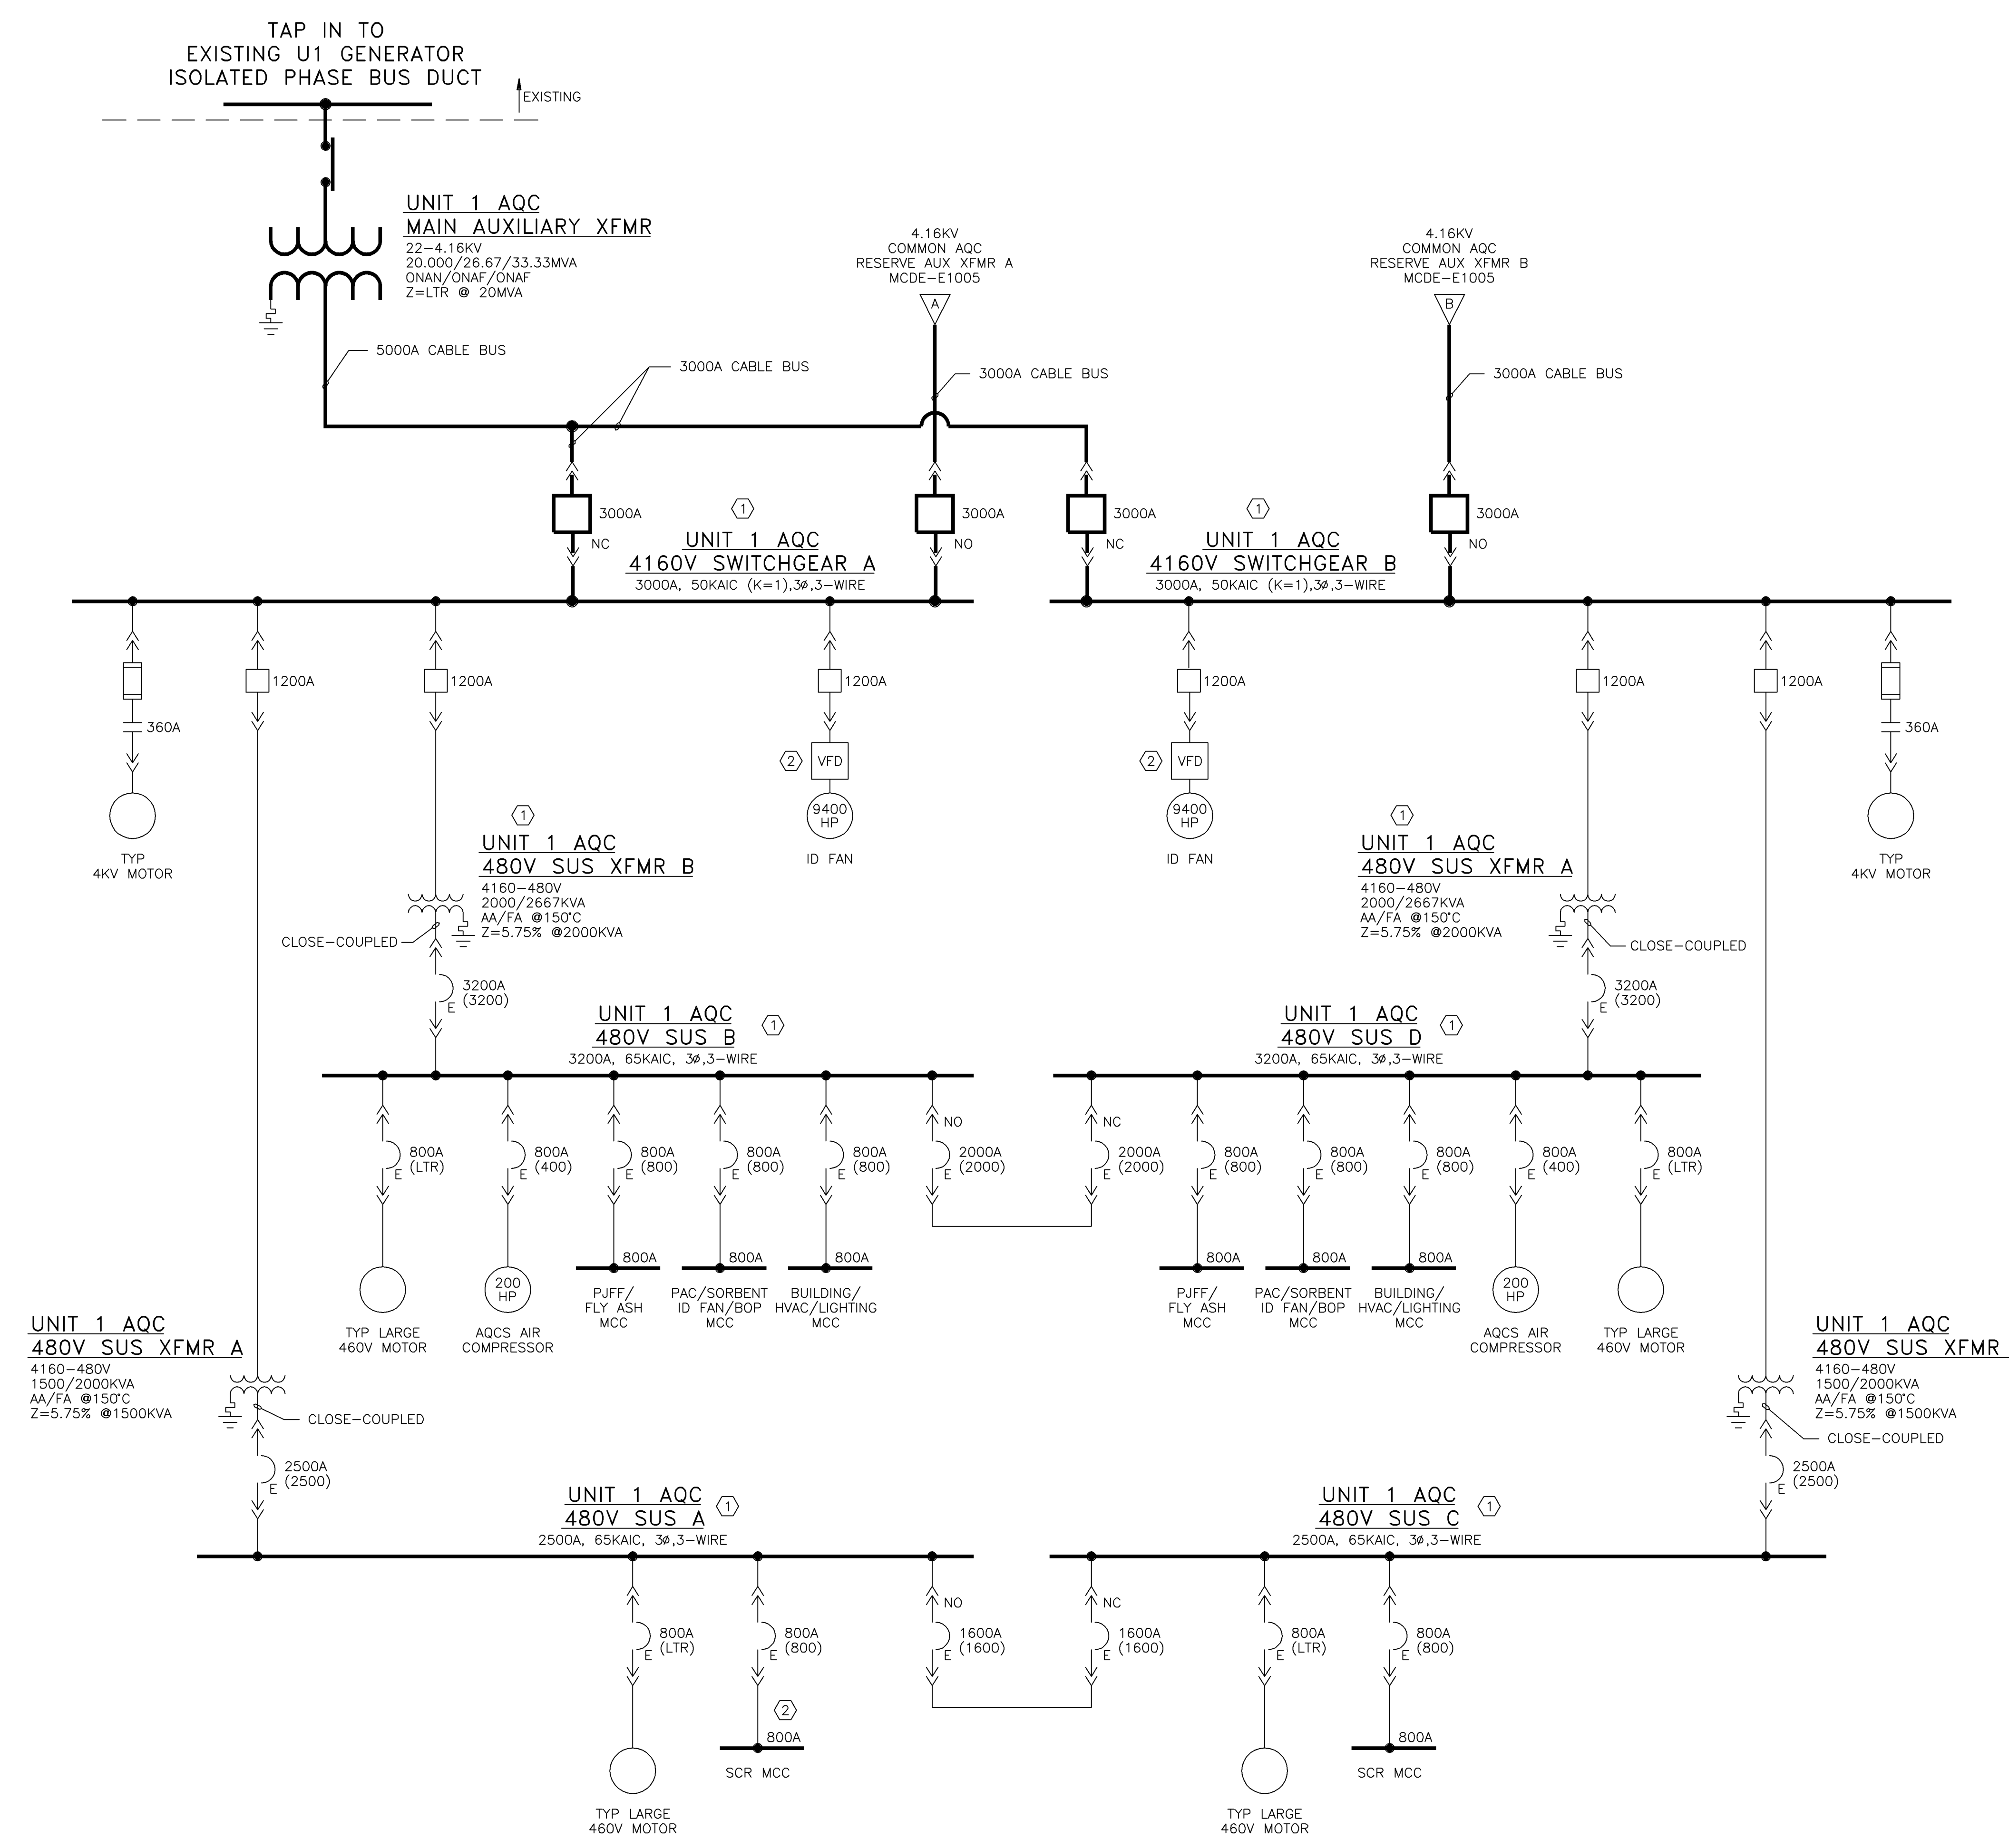 TAP IN TO
EXISTING U1 GENERATOR
ISOLATED PHASE BUS DUCT
EXISTING
UNIT 1 AQC
MAIN AUXILIARY XFMR
22-4.16KV
20.000/26.67/33.33MVA
ONAN/ONAF/ONAF
Z=LTR @ 20MVA
4.16KV
COMMON AQC
RESERVE AUX XFMR A
MCDE-E1005
A
4.16KV
COMMON AQC
RESERVE AUX XFMR B
MCDE-E1005
B
5000A CABLE BUS
3000A CABLE BUS
3000A CABLE BUS
3000A CABLE BUS
3000A
NC
1
UNIT 1 AQC
4160V SWITCHGEAR A
3000A, 50KAIC (K=1),3ø,3-WIRE
3000A
NO
3000A
NC
1
UNIT 1 AQC
4160V SWITCHGEAR B
3000A, 50KAIC (K=1),3ø,3-WIRE
3000A
NO
360A
TYP
4KV MOTOR
1200A
1200A
1200A
2
VFD
9400
HP
ID FAN
1200A
2
VFD
9400
HP
ID FAN
1200A
1200A
360A
TYP
4KV MOTOR
1
UNIT 1 AQC
480V SUS XFMR B
4160-480V
2000/2667KVA
AA/FA @150°C
Z=5.75% @2000KVA
CLOSE-COUPLED
3200A
(3200)
E
1
UNIT 1 AQC
480V SUS XFMR A
4160-480V
2000/2667KVA
AA/FA @150°C
Z=5.75% @2000KVA
CLOSE-COUPLED
3200A
(3200)
E
UNIT 1 AQC
480V SUS B
1
3200A, 65KAIC, 3ø,3-WIRE
UNIT 1 AQC
480V SUS D
1
3200A, 65KAIC, 3ø,3-WIRE
800A
(LTR)
E
TYP LARGE
460V MOTOR
800A
(400)
E
200
HP
AQCS AIR
COMPRESSOR
800A
(800)
E
800A
PJFF/
FLY ASH
MCC
800A
(800)
E
800A
PAC/SORBENT
ID FAN/BOP
MCC
800A
(800)
E
800A
BUILDING/
HVAC/LIGHTING
MCC
NO
2000A
(2000)
E
NC
2000A
(2000)
E
800A
(800)
E
800A
PJFF/
FLY ASH
MCC
800A
(800)
E
800A
PAC/SORBENT
ID FAN/BOP
MCC
800A
(800)
E
800A
BUILDING/
HVAC/LIGHTING
MCC
800A
(400)
E
200
HP
AQCS AIR
COMPRESSOR
800A
(LTR)
E
TYP LARGE
460V MOTOR
UNIT 1 AQC
480V SUS XFMR A
4160-480V
1500/2000KVA
AA/FA @150°C
Z=5.75% @1500KVA
CLOSE-COUPLED
2500A
(2500)
E
UNIT 1 AQC
480V SUS XFMR
4160-480V
1500/2000KVA
AA/FA @150°C
Z=5.75% @1500KVA
CLOSE-COUPLED
2500A
(2500)
E
UNIT 1 AQC
480V SUS A
1
2500A, 65KAIC, 3ø,3-WIRE
UNIT 1 AQC
480V SUS C
1
2500A, 65KAIC, 3ø,3-WIRE
800A
(LTR)
E
TYP LARGE
460V MOTOR
800A
(800)
E
2
800A
SCR MCC
NO
1600A
(1600)
E
NC
1600A
(1600)
E
800A
(LTR)
E
TYP LARGE
460V MOTOR
800A
(800)
E
800A
SCR MCC